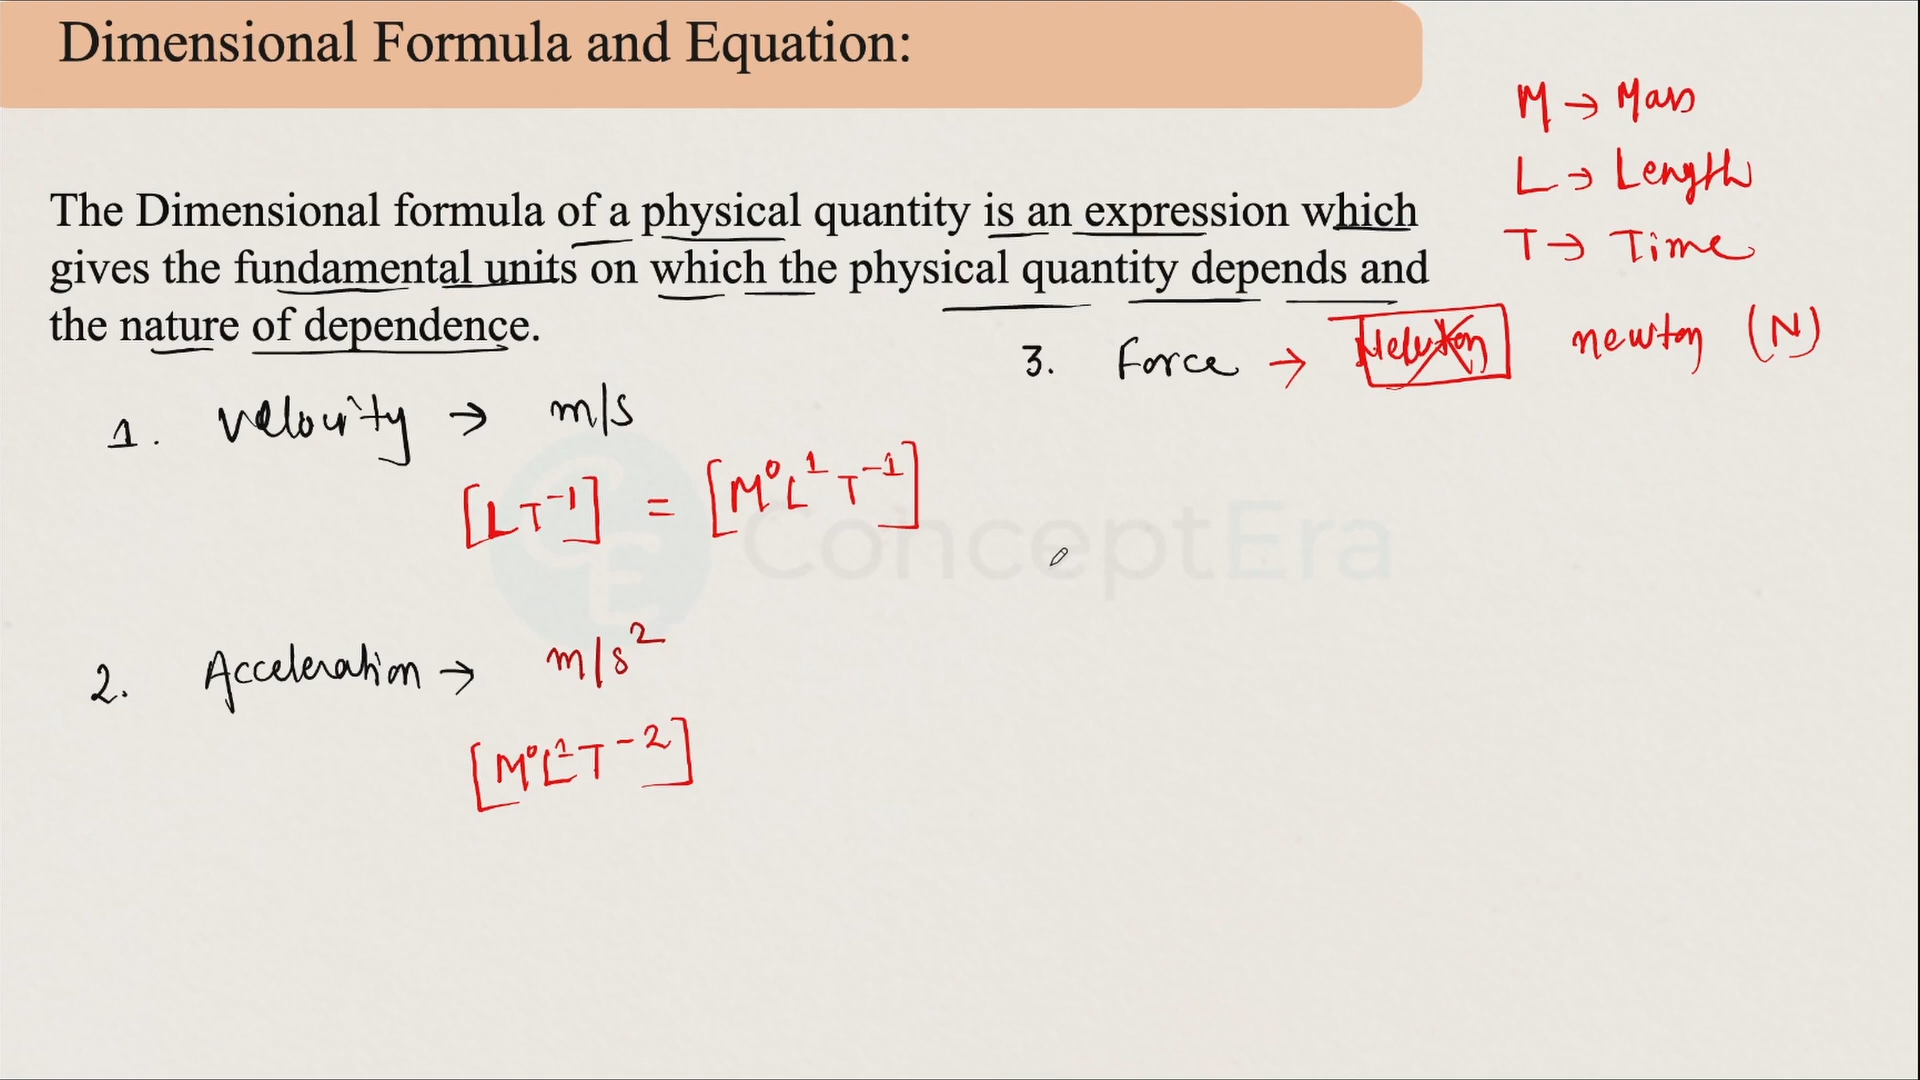 Dimensional Formula and Equation:
M → Mass
L → Length
T → Time
The Dimensional formula of a physical quantity is an expression which
gives the fundamental units on which the physical quantity depends and
the nature of dependence.
3. Force → Newton newton (N)
1. Velocity → m/s
[LT⁻¹] = [M⁰L¹T⁻¹]
ConceptEra
2. Acceleration → m/s²
[M⁰L¹T⁻²]